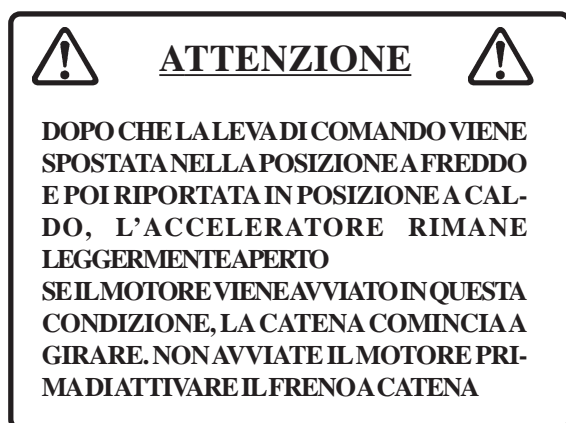 ATTENZIONE
DOPO CHE LA LEVA DI COMANDO VIENE
SPOSTATA NELLA POSIZIONE A FREDDO
E POI RIPORTATA IN POSIZIONE A CAL-
DO, L'ACCELERATORE RIMANE
LEGGERMENTE APERTO
SE IL MOTORE VIENE AVVIATO IN QUESTA
CONDIZIONE, LA CATENA COMINCIA A
GIRARE. NON AVVIATE IL MOTORE PRI-
MA DI ATTIVARE IL FRENO A CATENA